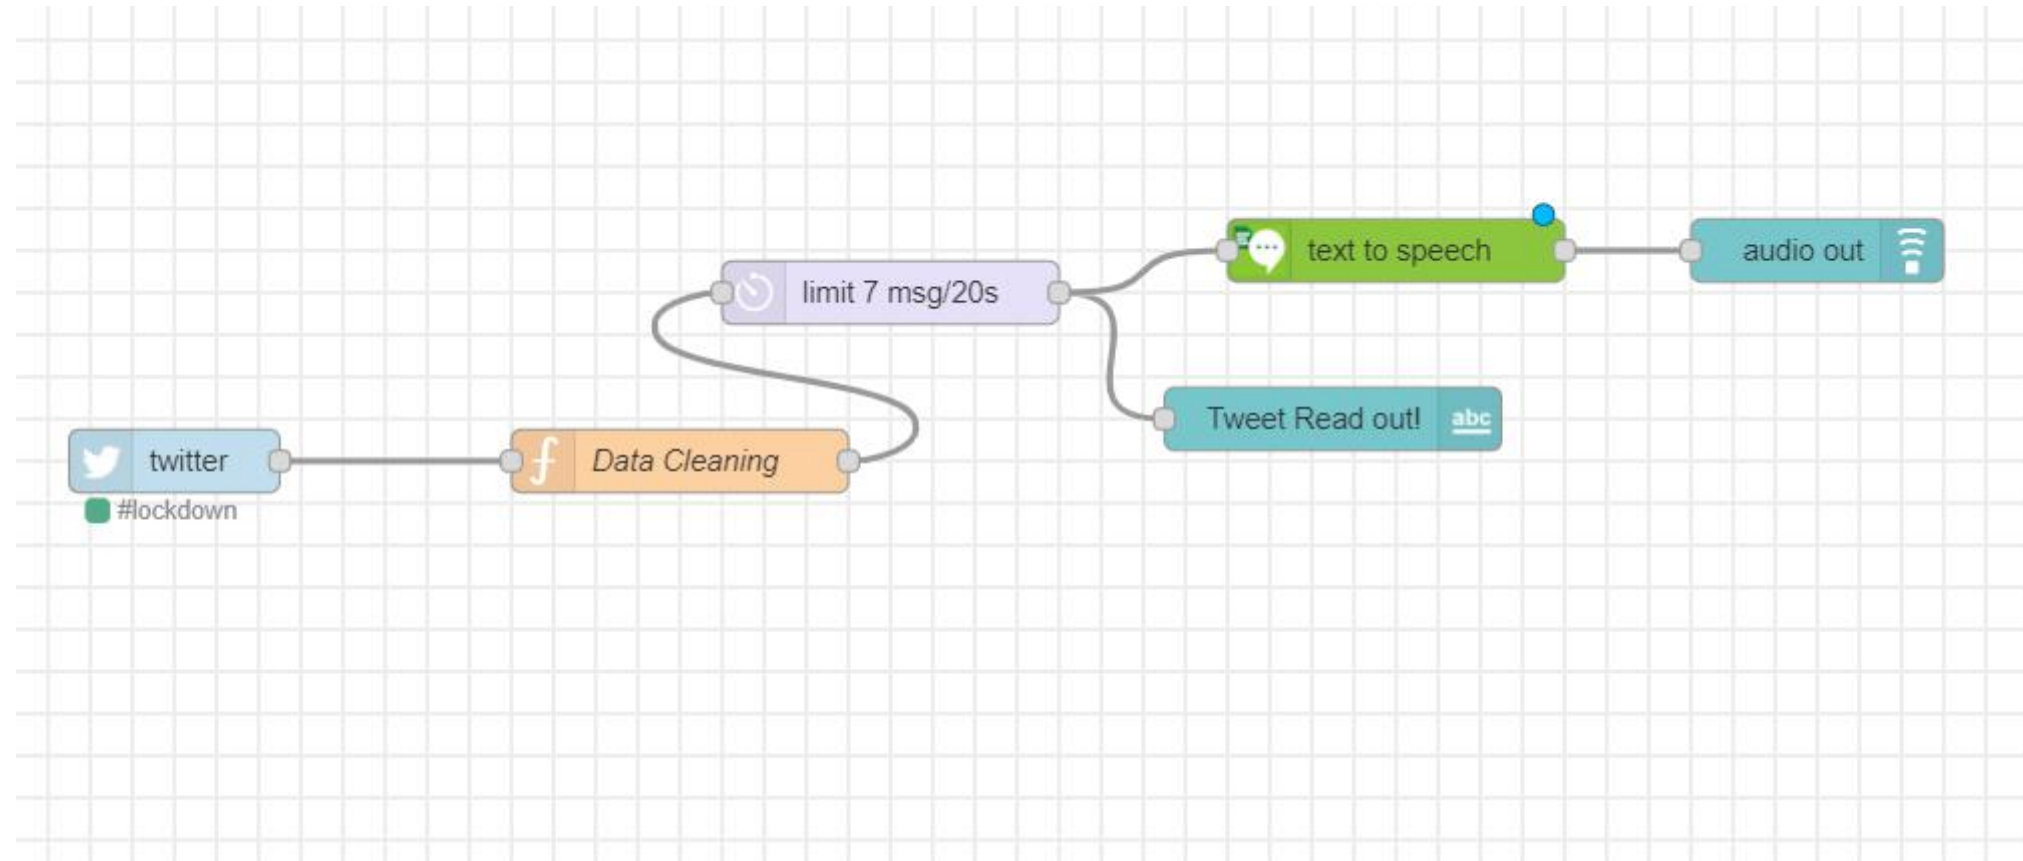 text to speech
audio out
limit 7 msg/20s
Tweet Read out!
abc
twitter
Data Cleaning
#lockdown